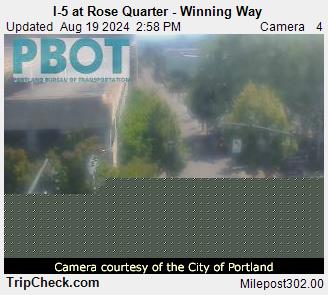 I-5 at Rose Quarter - Winning Way
Updated Aug 19 2024 2:58 PM Camera 4
PBOT
PORTLAND BUREAU OF TRANSPORTATION
Camera courtesy of the City of Portland
TripCheck.com Milepost302.00